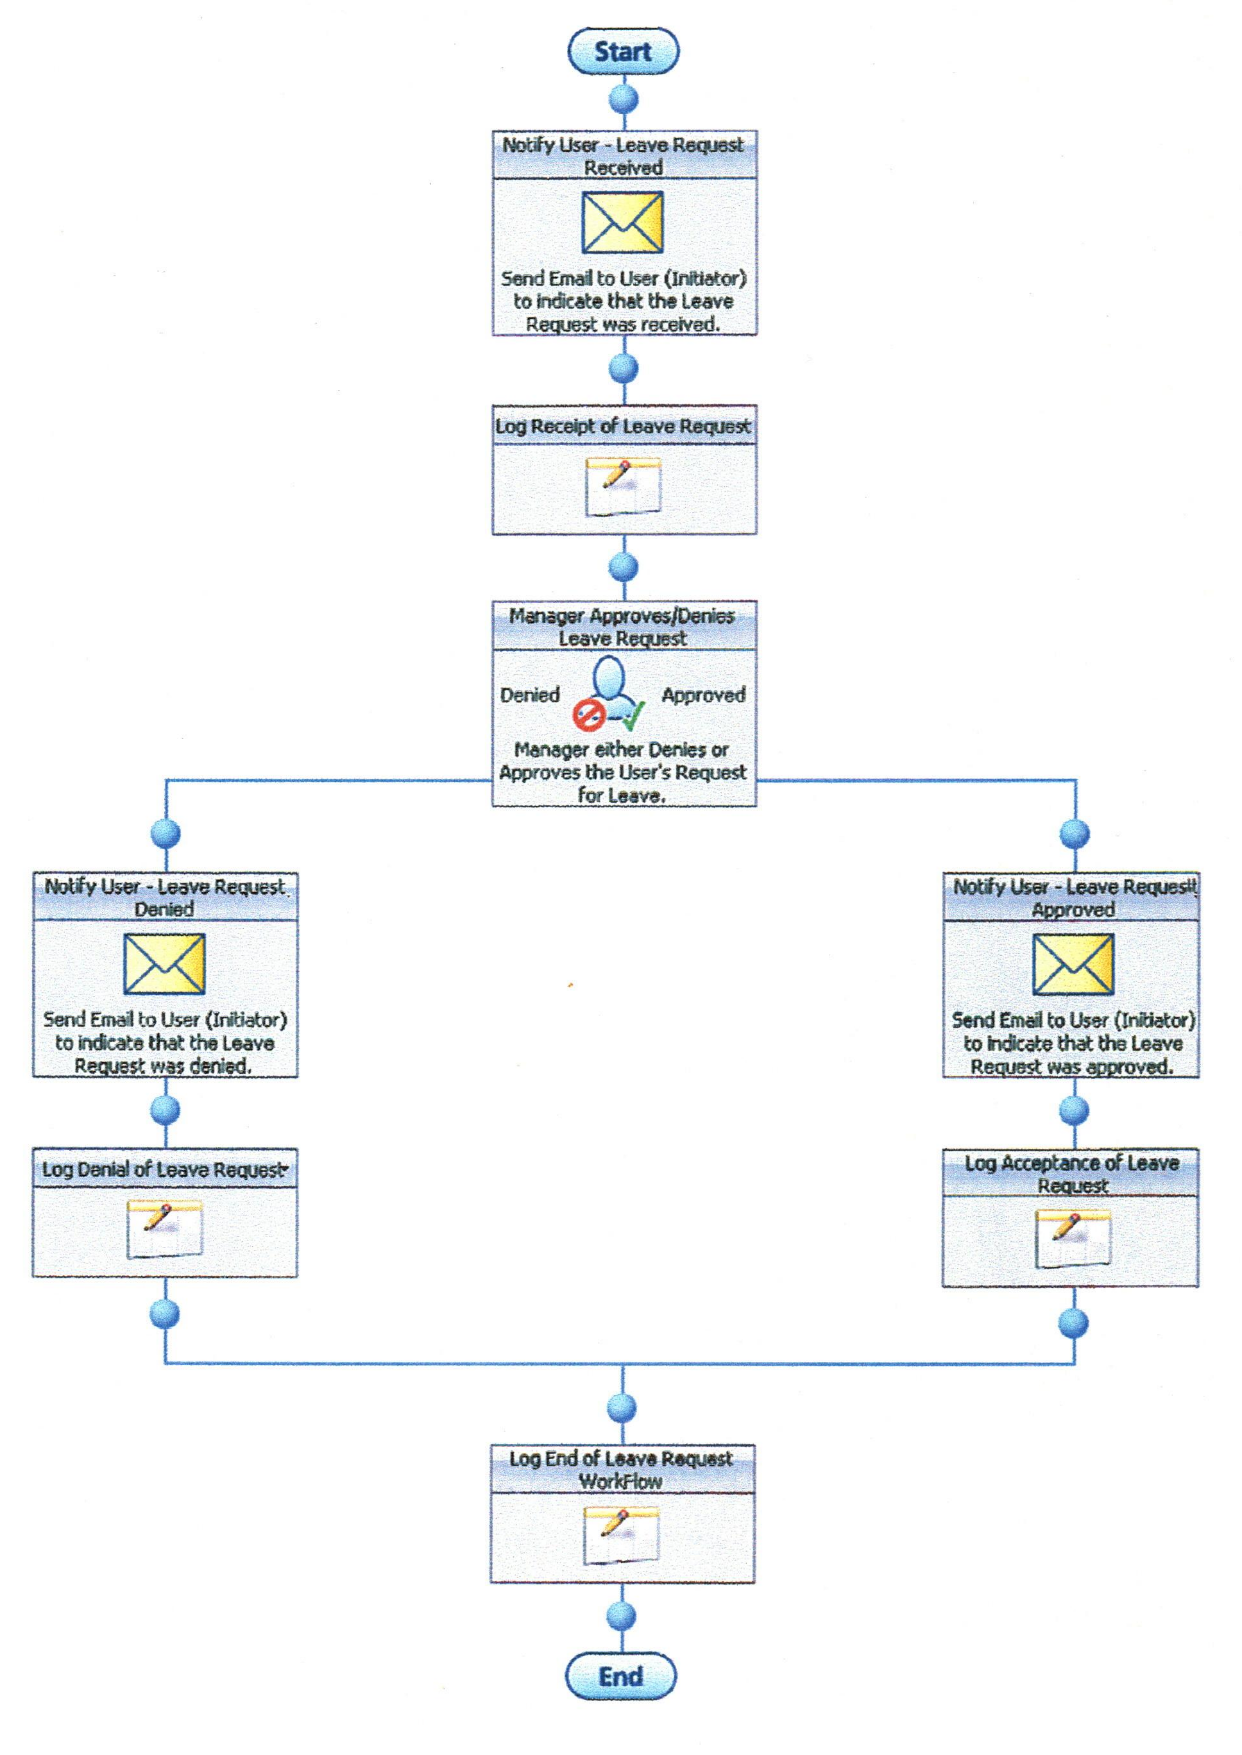 Start
Notify User - Leave Request
Received
Send Email to User (Initiator)
to indicate that the Leave
Request was received.
Log Receipt of Leave Request
Manager Approves/Denies
Leave Request
Denied
Approved
Manager either Denies or
Approves the User's Request
for Leave.
Notify User - Leave Request
Denied
Send Email to User (Initiator)
to indicate that the Leave
Request was denied.
Log Denial of Leave Request
Notify User - Leave Request
Approved
Send Email to User (Initiator)
to indicate that the Leave
Request was approved.
Log Acceptance of Leave
Request
Log End of Leave Request
WorkFlow
End